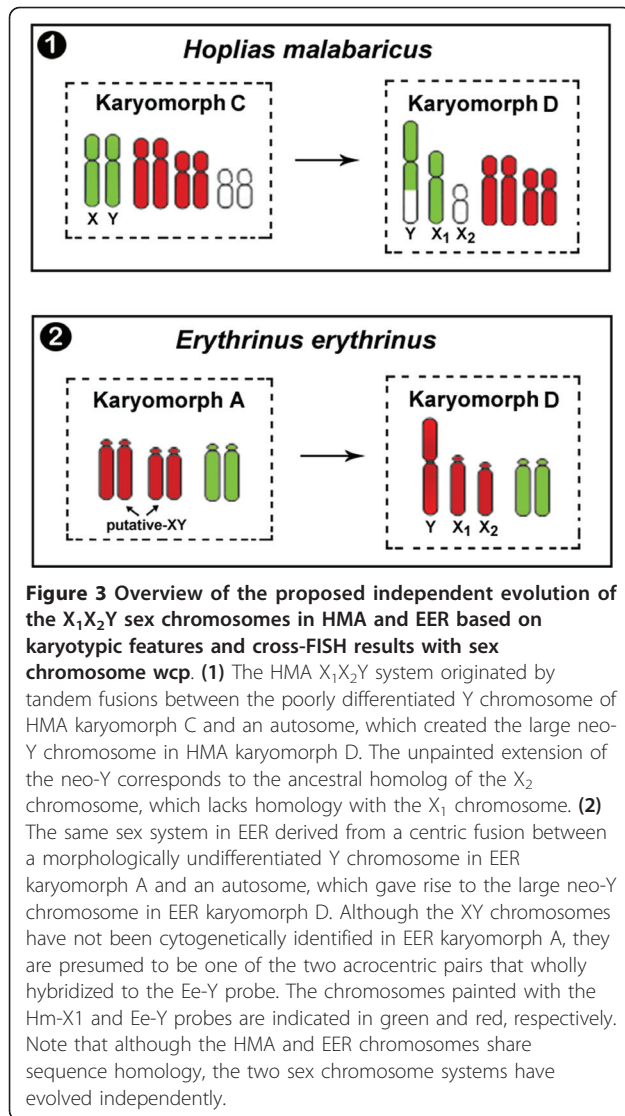 1
Hoplias malabaricus
Karyomorph C
Karyomorph D
X Y
Y X1 X2
2
Erythrinus erythrinus
Karyomorph A
Karyomorph D
putative-XY
Y X1 X2
Figure 3 Overview of the proposed independent evolution of
the X1X2Y sex chromosomes in HMA and EER based on
karyotypic features and cross-FISH results with sex
chromosome wcp. (1) The HMA X1X2Y system originated by
tandem fusions between the poorly differentiated Y chromosome of
HMA karyomorph C and an autosome, which created the large neo-
Y chromosome in HMA karyomorph D. The unpainted extension of
the neo-Y corresponds to the ancestral homolog of the X2
chromosome, which lacks homology with the X1 chromosome. (2)
The same sex system in EER derived from a centric fusion between
a morphologically undifferentiated Y chromosome in EER
karyomorph A and an autosome, which gave rise to the large neo-Y
chromosome in EER karyomorph D. Although the XY chromosomes
have not been cytogenetically identified in EER karyomorph A, they
are presumed to be one of the two acrocentric pairs that wholly
hybridized to the Ee-Y probe. The chromosomes painted with the
Hm-X1 and Ee-Y probes are indicated in green and red, respectively.
Note that although the HMA and EER chromosomes share
sequence homology, the two sex chromosome systems have
evolved independently.